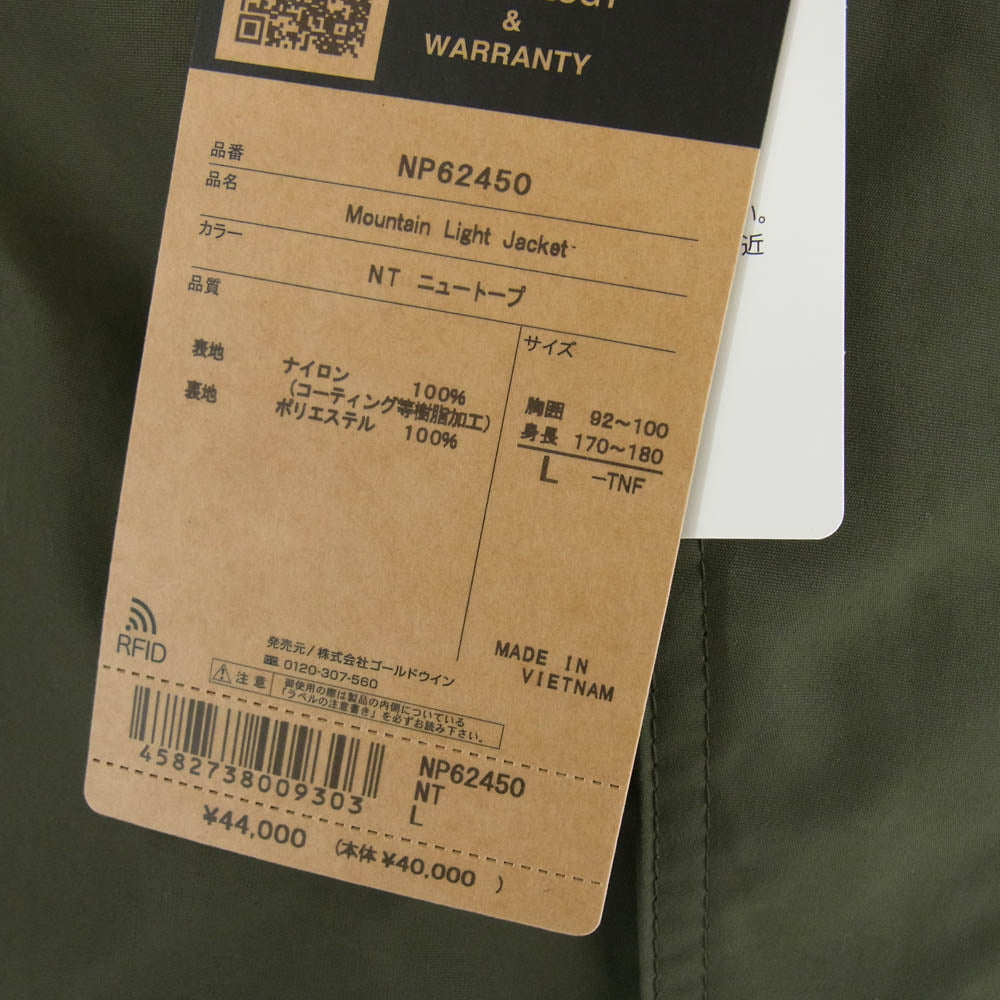 &
WARRANTY
品番 NP62450
品名 Mountain Light Jacket
カラー NT ニュートープ
品質
表地 ナイロン 100%
(コーティング等樹脂加工)
裏地 ポリエステル 100%
サイズ
胸囲 92～100
身長 170～180
L -TNF
い。
近
RFID
発売元/株式会社ゴールドウイン
0120-307-560
MADE IN
VIETNAM
注意 御使用の際は製品の内側についている
「ラベルの注意書き」を必ずお読み下さい。
4582738009303
NP62450
NT
L
¥44,000 (本体 ¥40,000 )